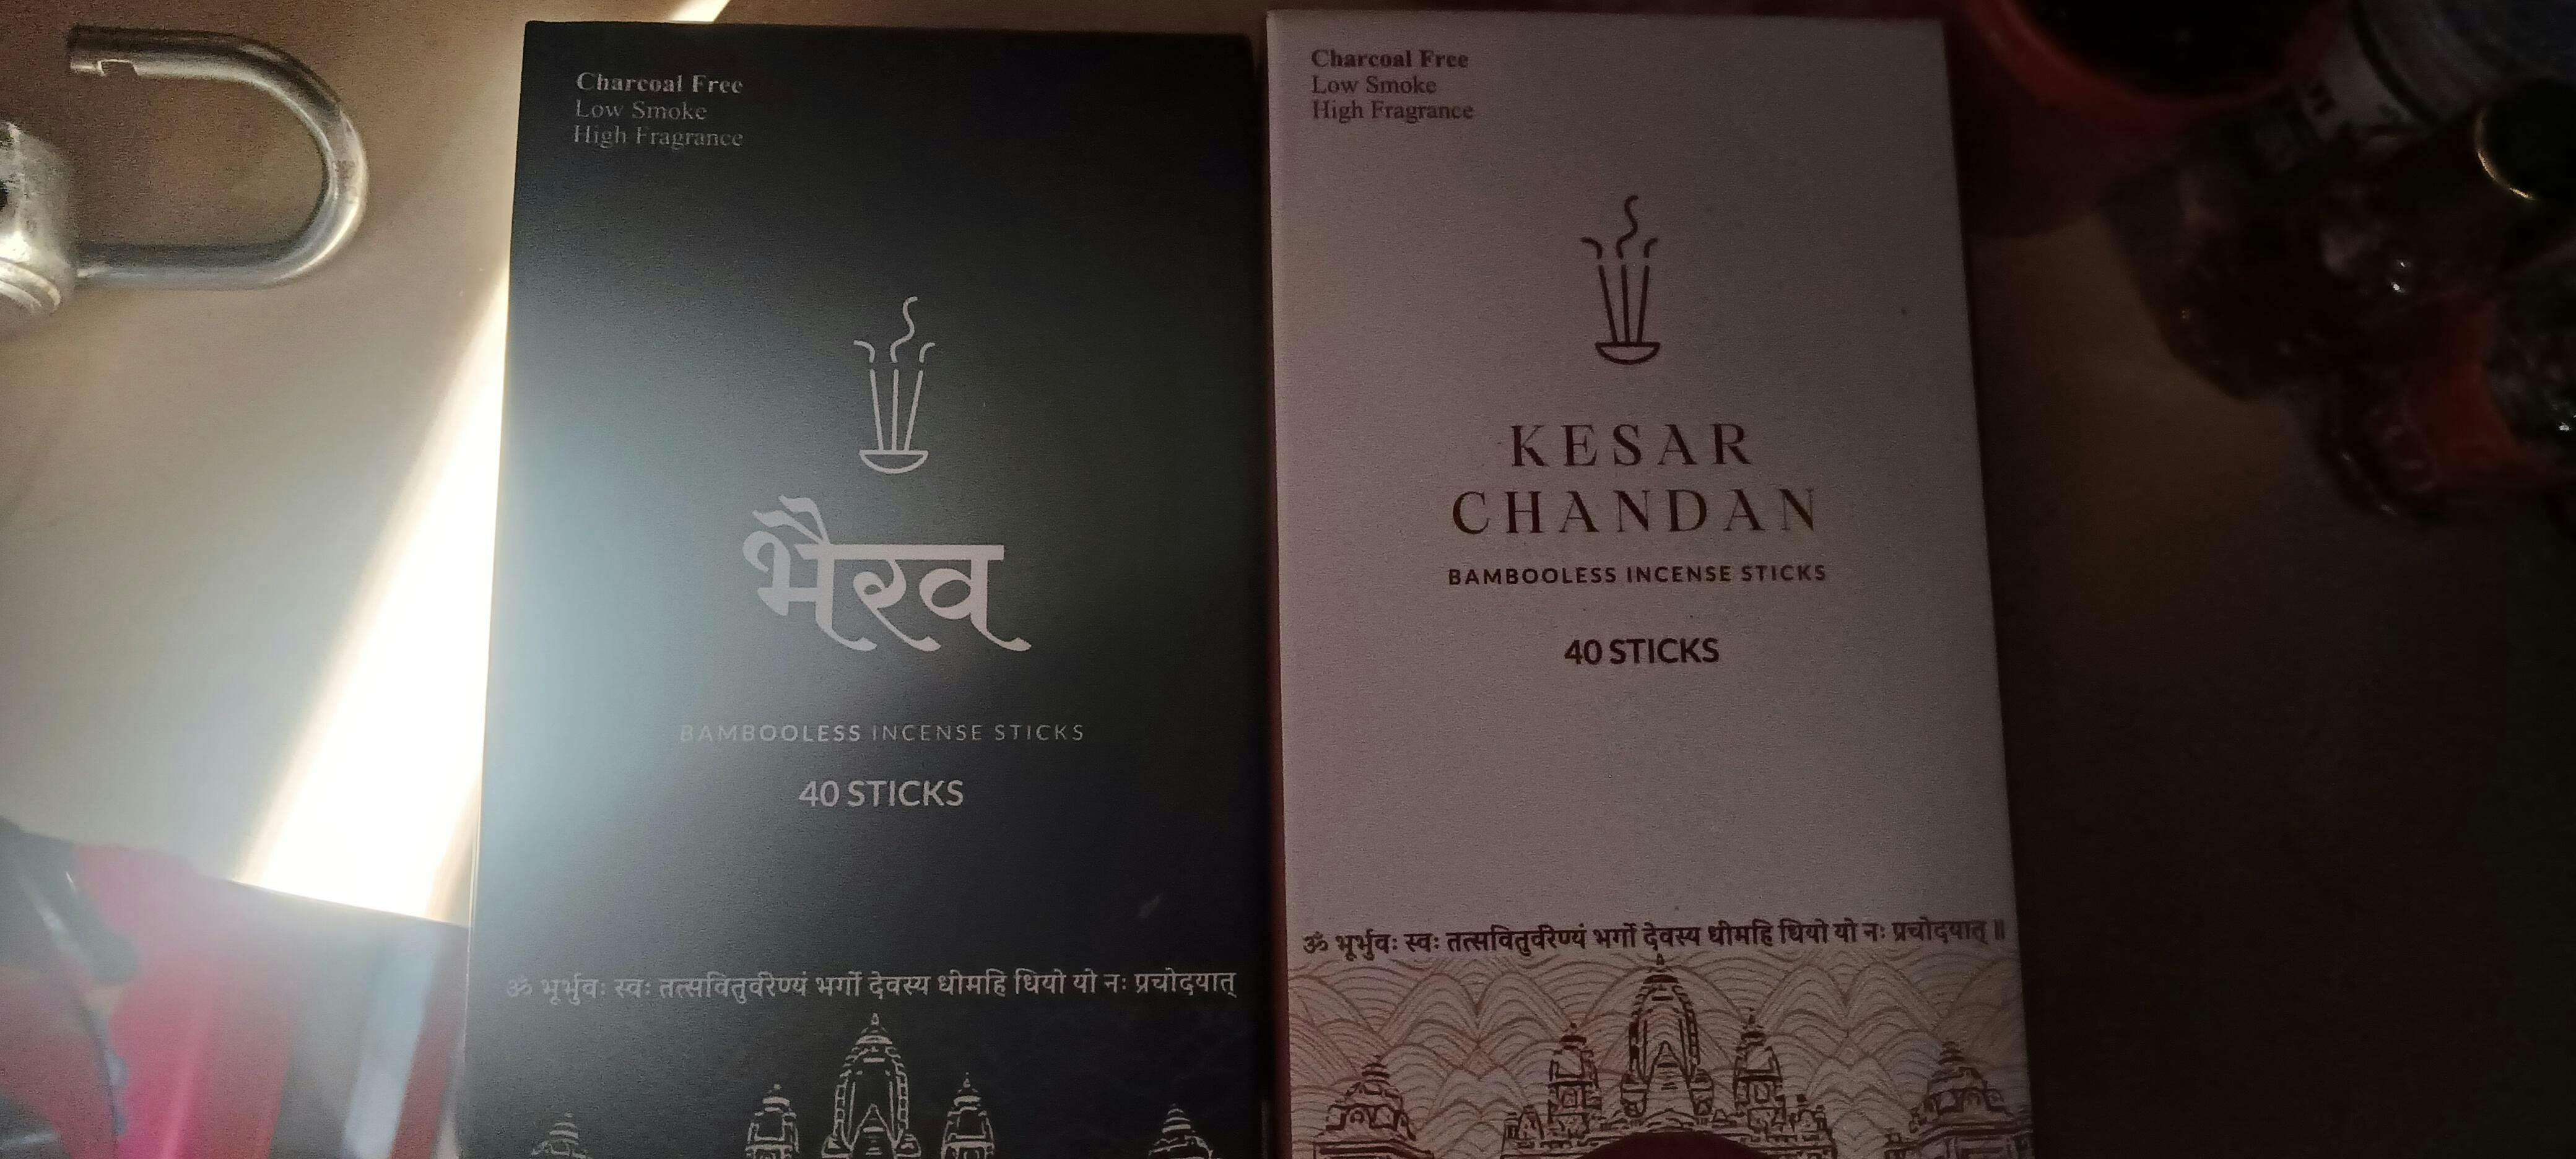 Charcoal Free
Low Smoke
High Fragrance
भैरव
BAMBOOLESS INCENSE STICKS
40 STICKS
ॐ भूर्भुवः स्वः तत्सवितुर्वरेण्यं भर्गो देवस्य धीमहि धियो यो नः प्रचोदयात्
Charcoal Free
Low Smoke
High Fragrance
KESAR
CHANDAN
BAMBOOLESS INCENSE STICKS
40 STICKS
ॐ भूर्भुवः स्वः तत्सवितुर्वरेण्यं भर्गो देवस्य धीमहि धियो यो नः प्रचोदयात् ॥